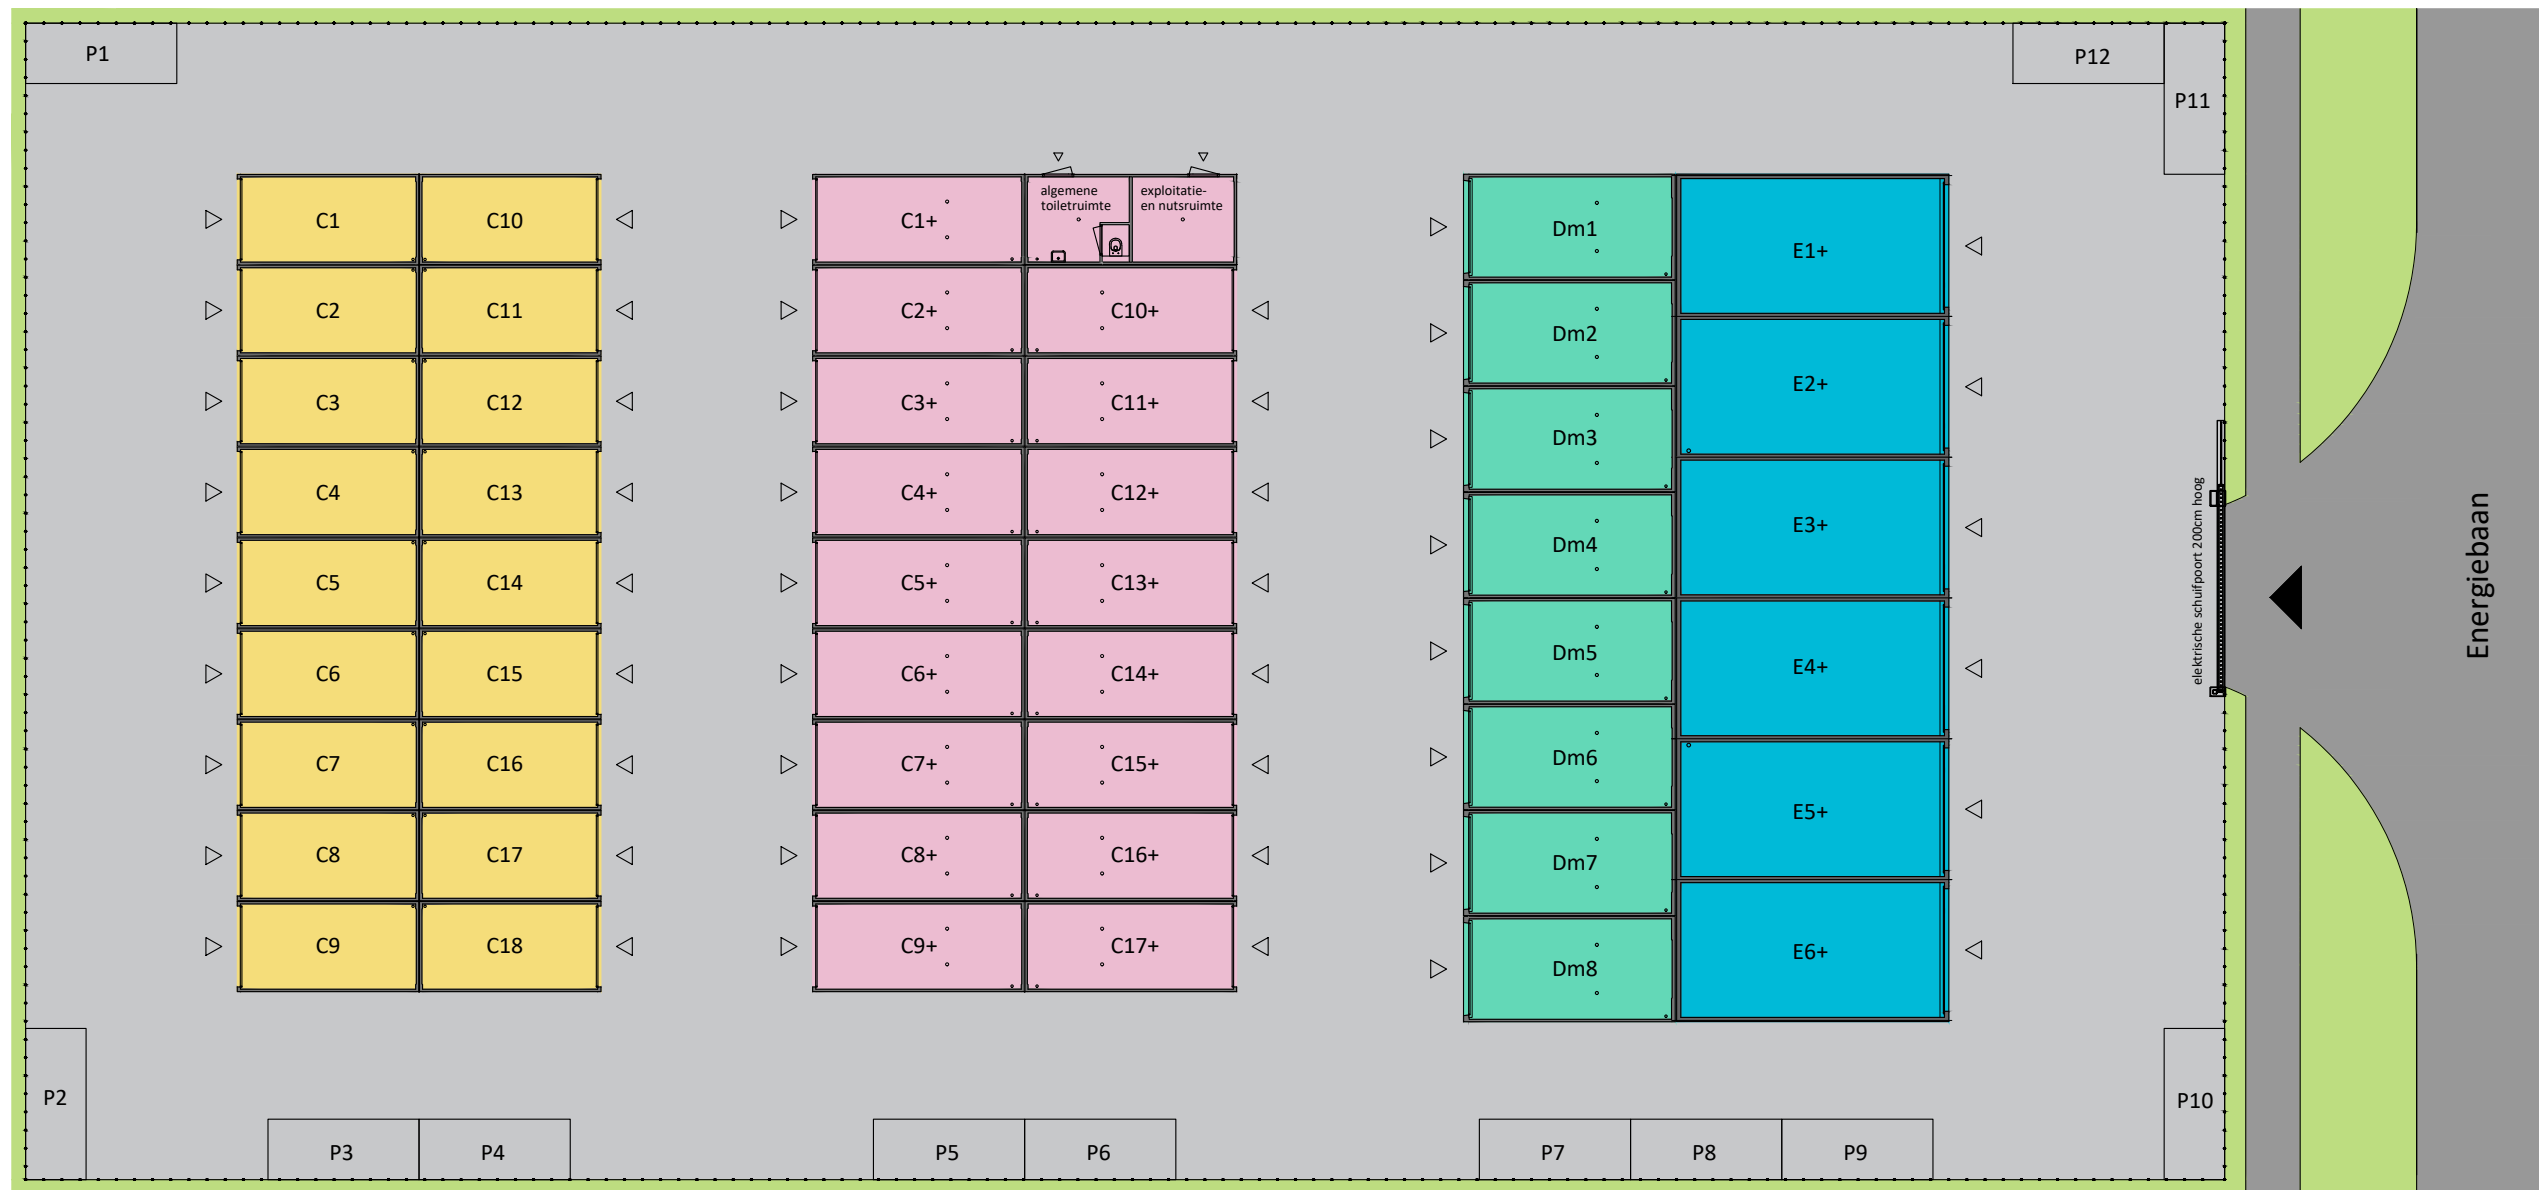 P1
P12
P11
C1
C10
C2
C11
C3
C12
C4
C13
C5
C14
C6
C15
C7
C16
C8
C17
C9
C18
C1+
algemene
toiletruimte
exploitatie-
en nutsruimte
C2+
C10+
C3+
C11+
C4+
C12+
C5+
C13+
C6+
C14+
C7+
C15+
C8+
C16+
C9+
C17+
Dm1
Dm2
Dm3
Dm4
Dm5
Dm6
Dm7
Dm8
E1+
E2+
E3+
E4+
E5+
E6+
elektrische schuifpoort 200cm hoog
Energiebaan
P2
P3
P4
P5
P6
P7
P8
P9
P10